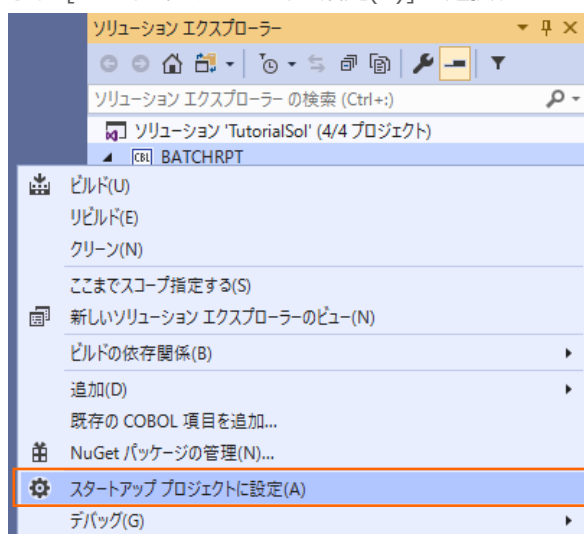 ソリューション エクスプローラー
ソリューション エクスプローラー の検索 (Ctrl+:)
ソリューション 'TutorialSol' (4/4 プロジェクト)
CBL BATCHRPT
ビルド(U)
リビルド(E)
クリーン(N)
ここまでスコープ指定する(S)
新しいソリューション エクスプローラーのビュー(N)
ビルドの依存関係(B)
追加(D)
既存の COBOL 項目を追加...
NuGet パッケージの管理(N)...
スタートアップ プロジェクトに設定(A)
デバッグ(G)